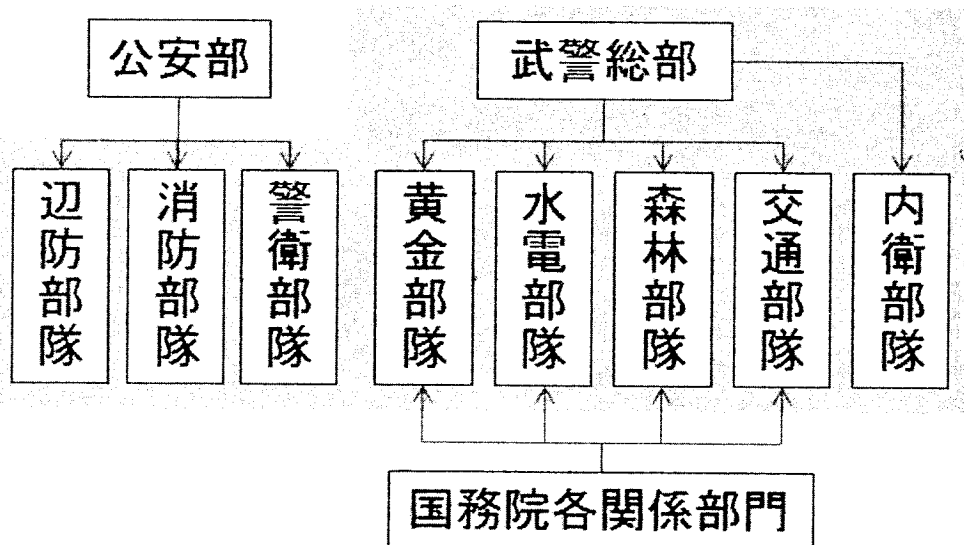 公安部
武警総部
辺防部隊
消防部隊
警衛部隊
黄金部隊
水電部隊
森林部隊
交通部隊
内衛部隊
国務院各関係部門